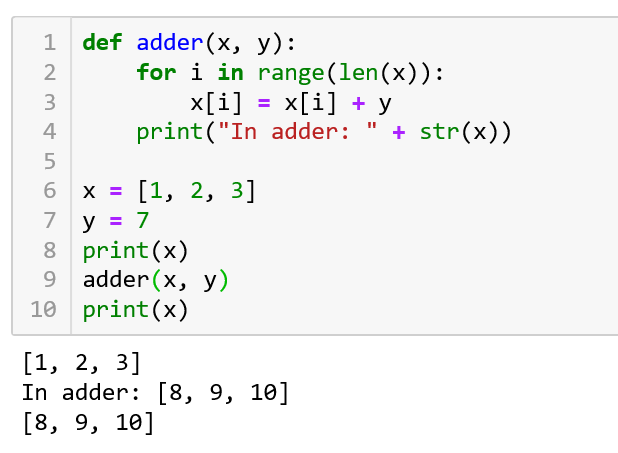 1 def adder(x, y):
2     for i in range(len(x)):
3         x[i] = x[i] + y
4     print("In adder: " + str(x))
5
6 x = [1, 2, 3]
7 y = 7
8 print(x)
9 adder(x, y)
10 print(x)
[1, 2, 3]
In adder: [8, 9, 10]
[8, 9, 10]